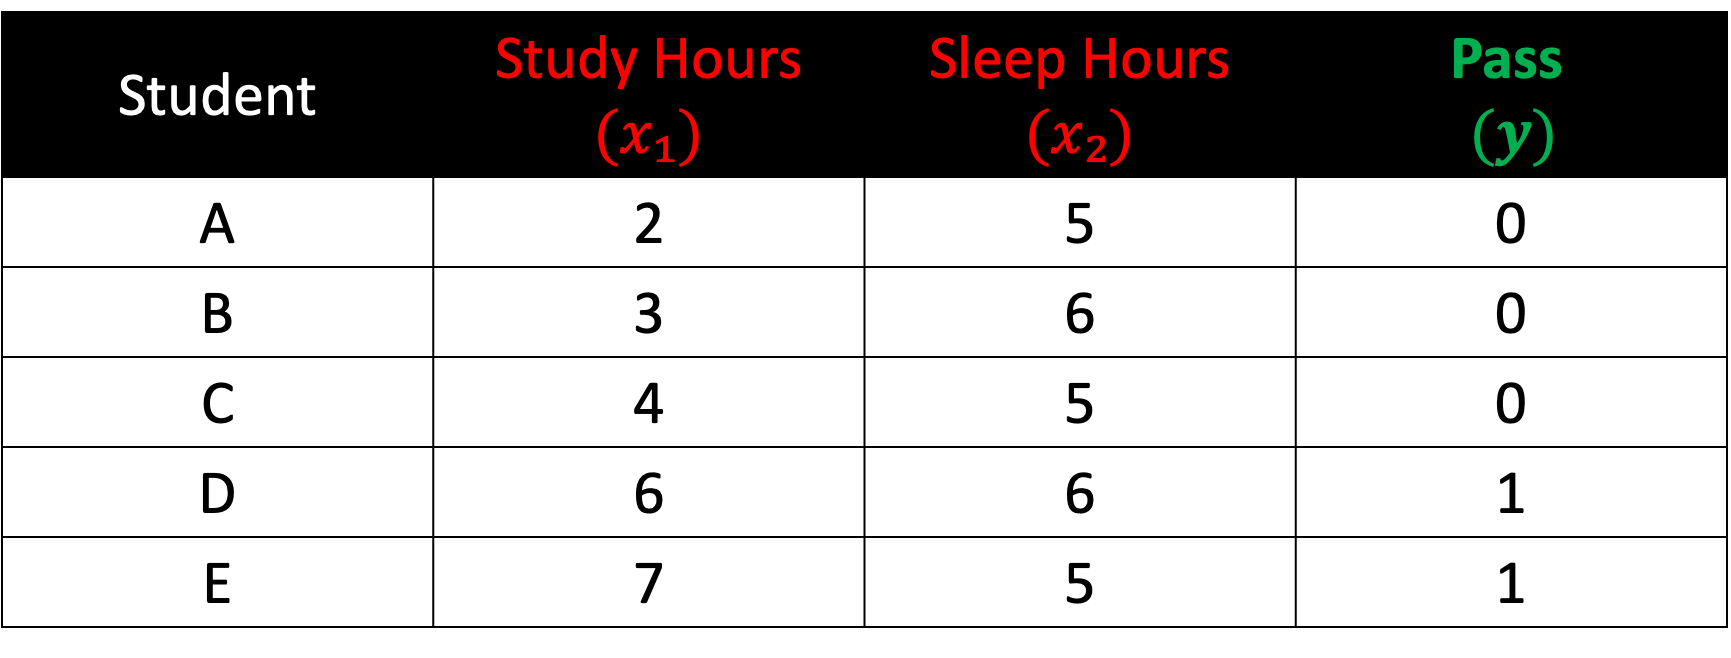 Student Study Hours (x₁) Sleep Hours (x₂) Pass (y)
A 2 5 0
B 3 6 0
C 4 5 0
D 6 6 1
E 7 5 1